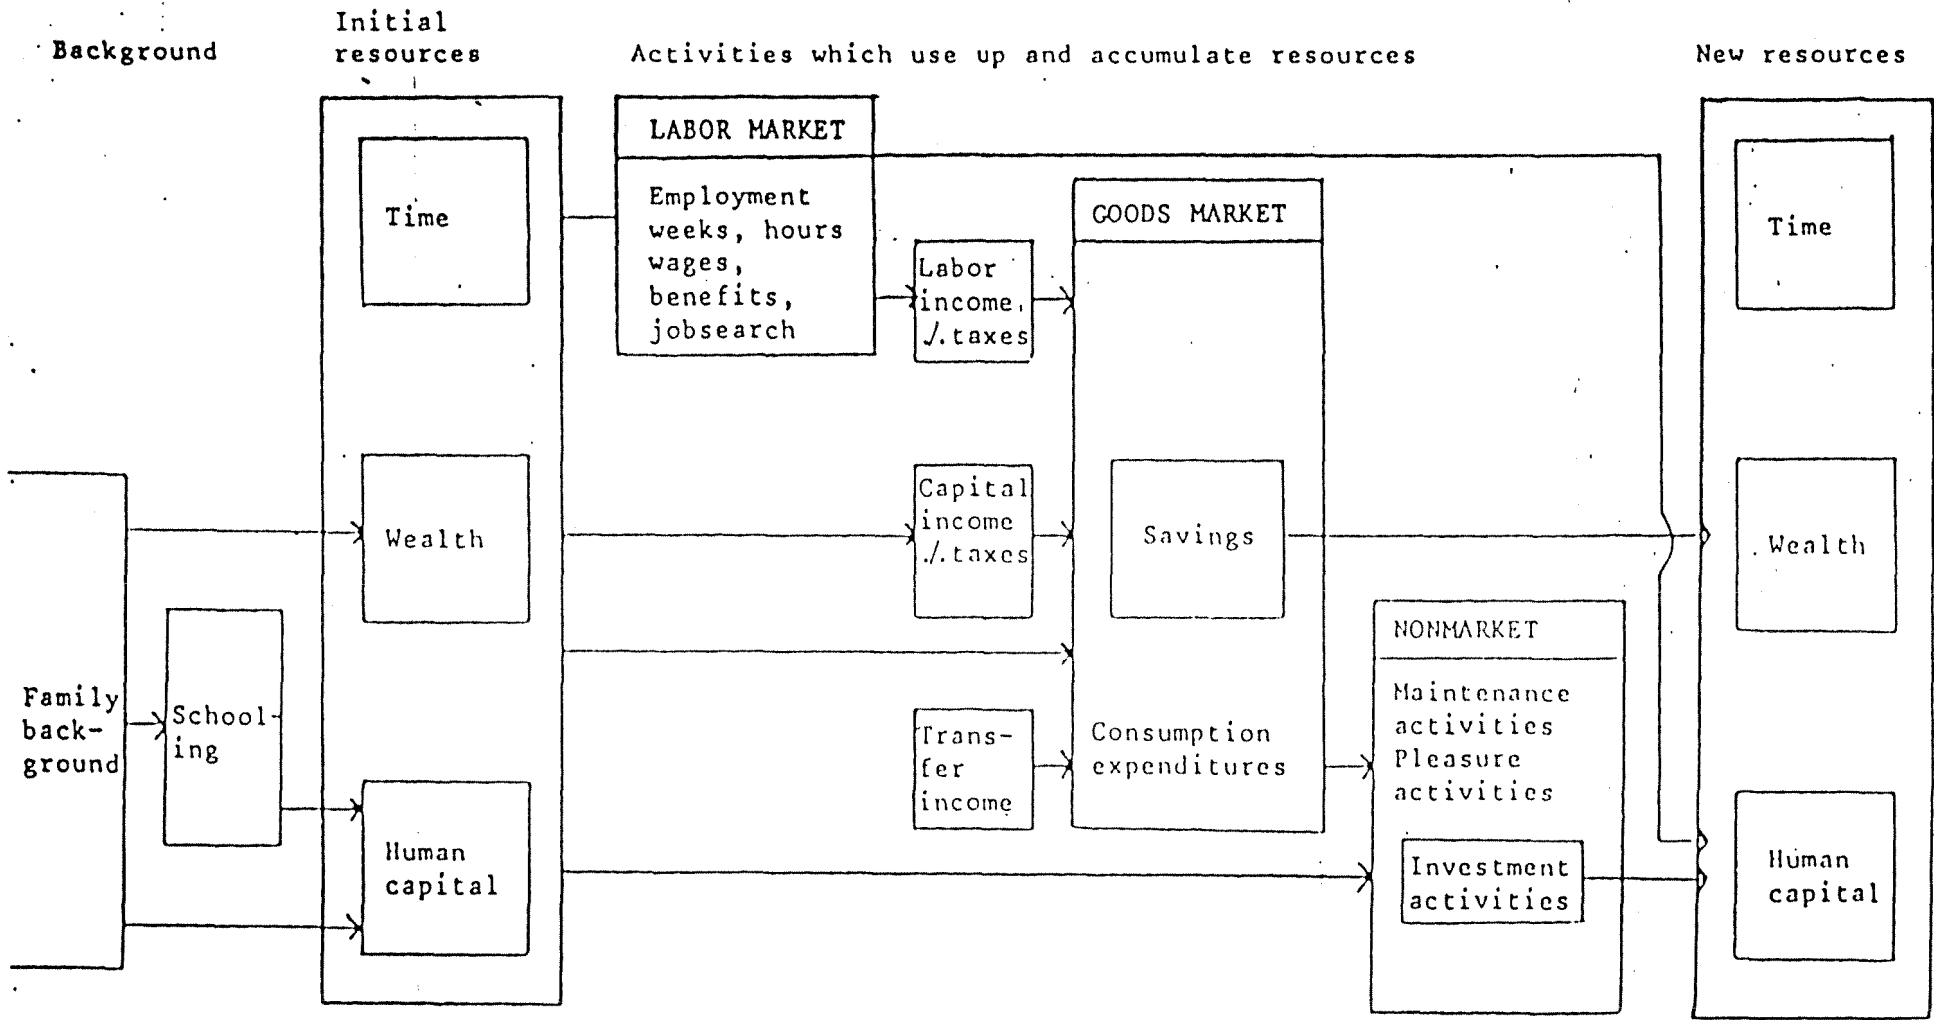 Background
Initial
resources
Activities which use up and accumulate resources
New resources
Family
back-
ground
School-
ing
Time
Wealth
Human
capital
LABOR MARKET
Employment
weeks, hours
wages,
benefits,
jobsearch
Labor
income
./.taxes
Capital
income
./.taxes
Trans-
fer
income
GOODS MARKET
Savings
Consumption
expenditures
NONMARKET
Maintenance
activities
Pleasure
activities
Investment
activities
Time
Wealth
Human
capital